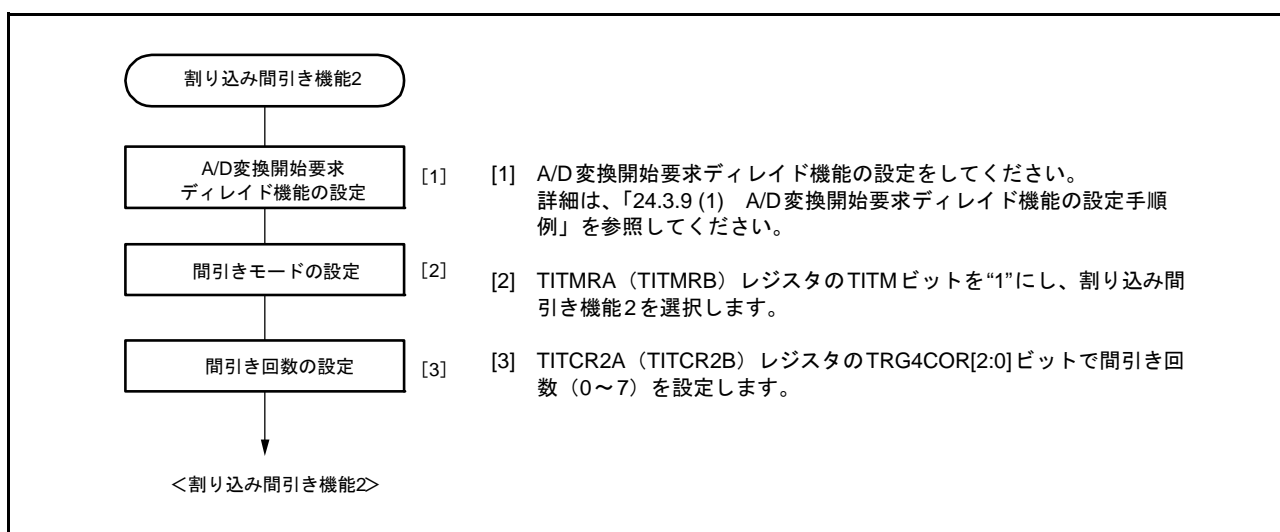 割り込み間引き機能2
A/D変換開始要求
ディレイド機能の設定
[1]
[1] A/D変換開始要求ディレイド機能の設定をしてください。
詳細は、「24.3.9 (1) A/D変換開始要求ディレイド機能の設定手順
例」を参照してください。
間引きモードの設定
[2]
[2] TITMRA（TITMRB）レジスタのTITMビットを“1”にし、割り込み間
引き機能2を選択します。
間引き回数の設定
[3]
[3] TITCR2A（TITCR2B）レジスタのTRG4COR[2:0]ビットで間引き回
数（0～7）を設定します。
＜割り込み間引き機能2＞